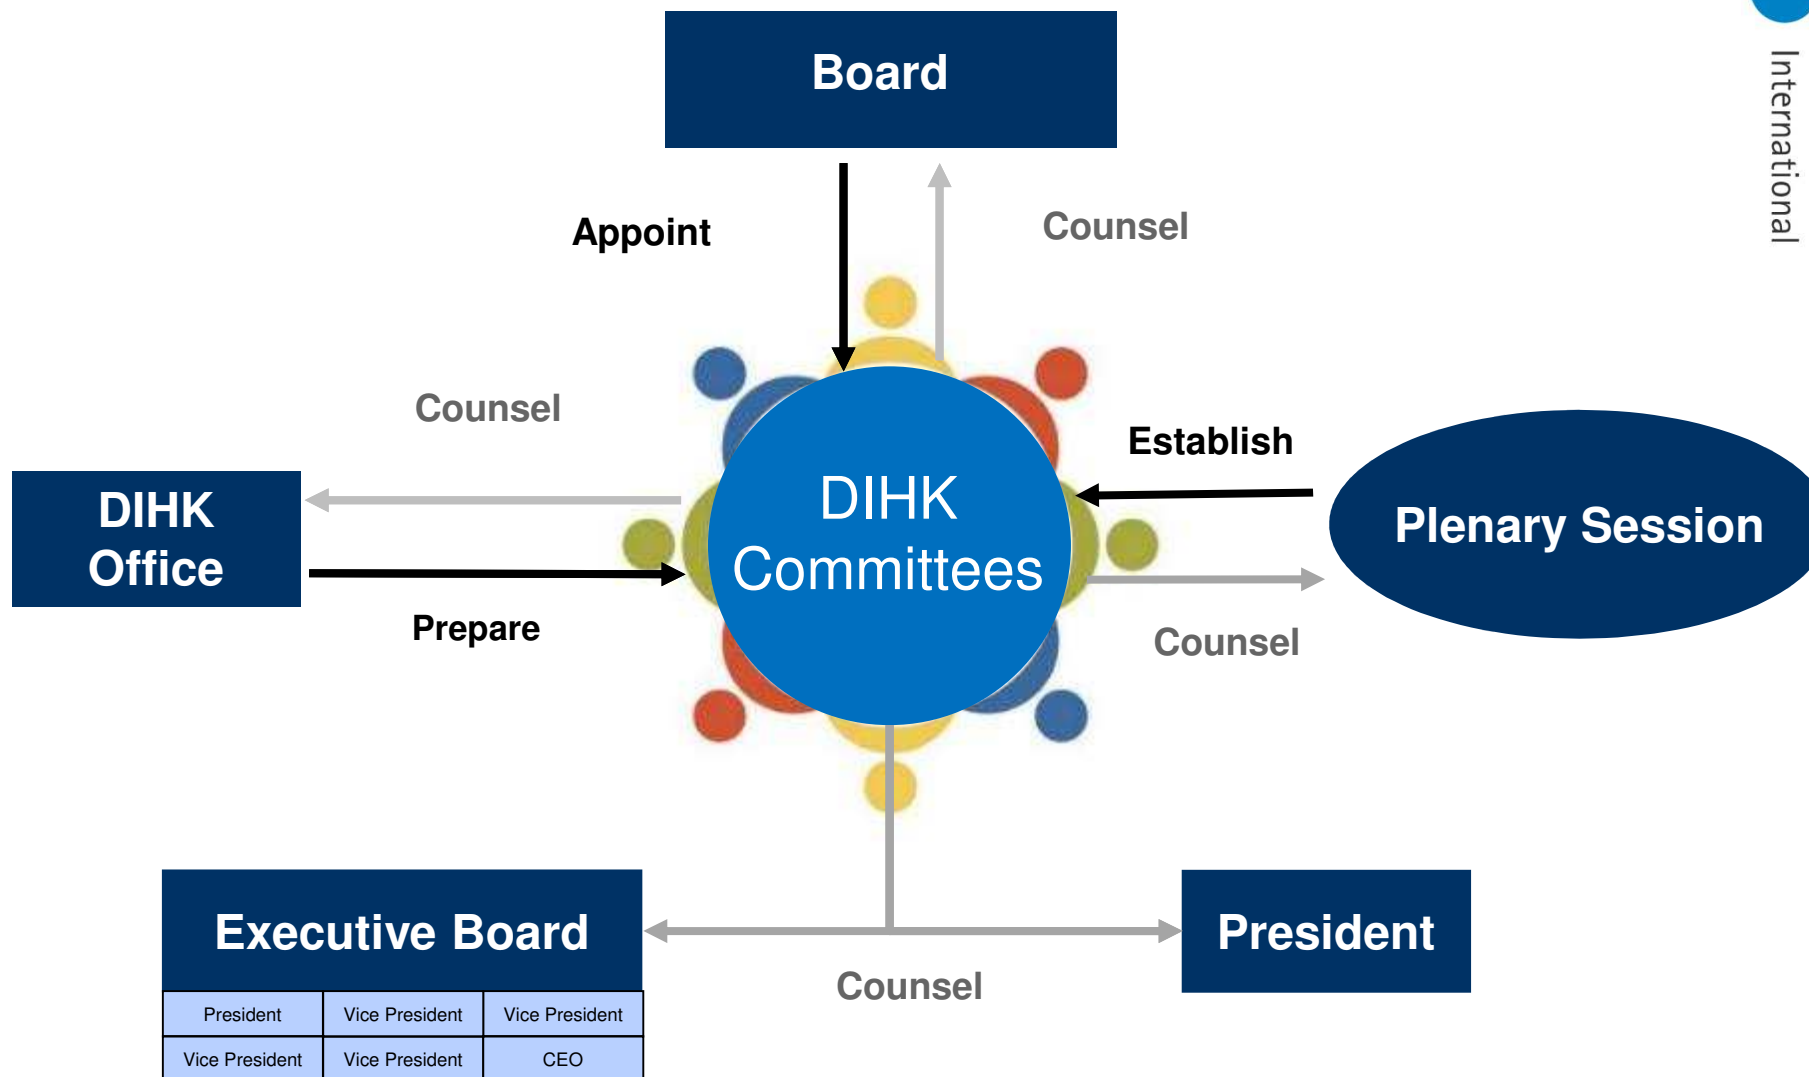 Board
International
Appoint
Counsel
Counsel
Establish
DIHK
Office
DIHK
Committees
Plenary Session
Prepare
Counsel
Executive Board
President
Counsel
President Vice President Vice President
Vice President Vice President CEO